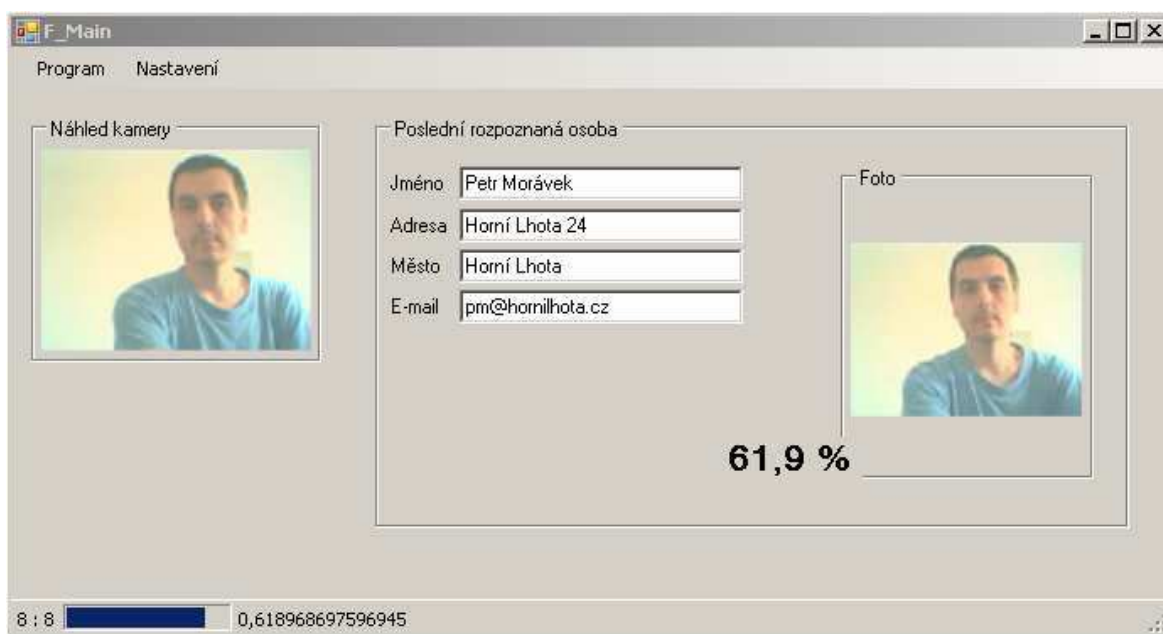 F_Main
Program Nastavení
Náhled kamery
Poslední rozpoznaná osoba
Jméno Petr Morávek
Adresa Horní Lhota 24
Město Horní Lhota
E-mail pm@hornilhota.cz
Foto
61,9 %
8 : 8 0,618968697596945